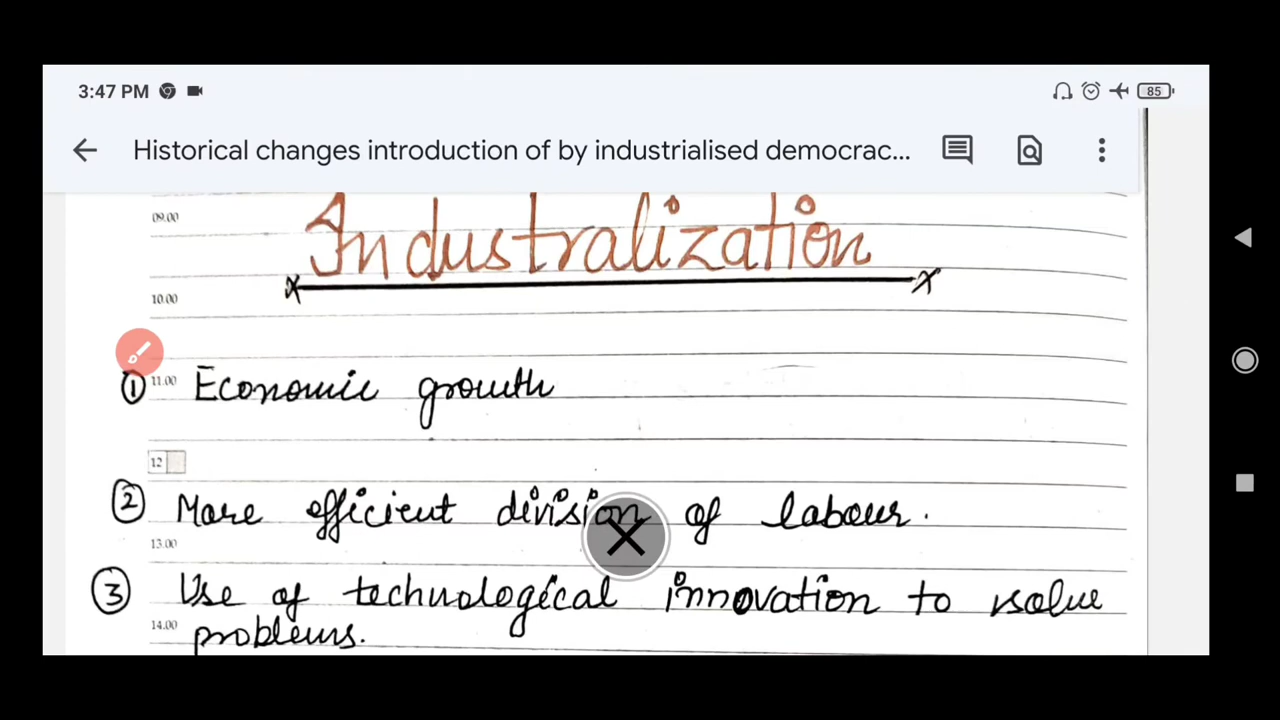 3:47 PM 85
Historical changes introduction of by industrialised democrac...
09.00
Industralization
10.00
① 11.00 Economic growth
12
② More efficient division of labour.
13.00
③ Use of technological innovation to solve
14.00 problems.